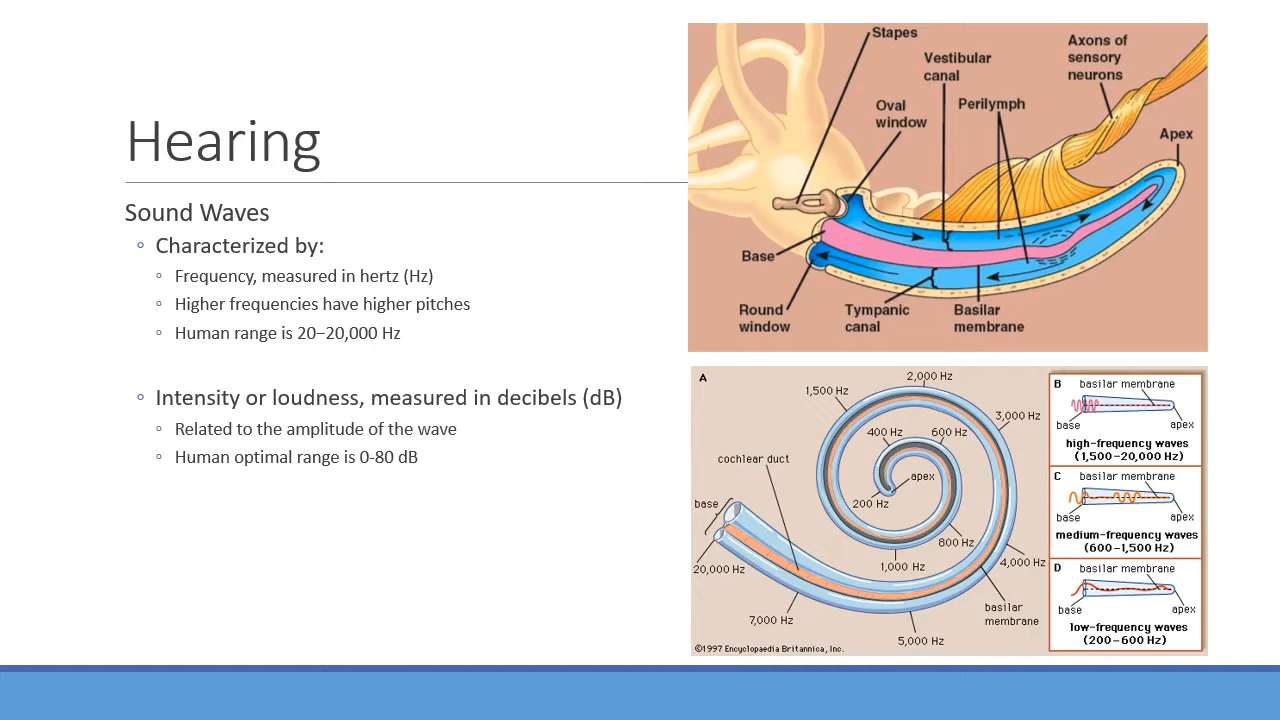 Hearing
Sound Waves
◦ Characterized by:
◦ Frequency, measured in hertz (Hz)
◦ Higher frequencies have higher pitches
◦ Human range is 20–20,000 Hz
◦ Intensity or loudness, measured in decibels (dB)
◦ Related to the amplitude of the wave
◦ Human optimal range is 0-80 dB
Stapes
Vestibular
canal
Axons of
sensory
neurons
Oval
window
Perilymph
Apex
Base
Round
window
Tympanic
canal
Basilar
membrane
A
2,000 Hz
1,500 Hz
3,000 Hz
400 Hz
600 Hz
cochlear duct
apex
200 Hz
base
800 Hz
1,000 Hz
4,000 Hz
20,000 Hz
basilar
membrane
7,000 Hz
5,000 Hz
©1997 Encyclopaedia Britannica, Inc.
B
basilar membrane
base
apex
high-frequency waves
(1,500–20,000 Hz)
C
basilar membrane
base
apex
medium-frequency waves
(600–1,500 Hz)
D
basilar membrane
base
apex
low-frequency waves
(200–600 Hz)